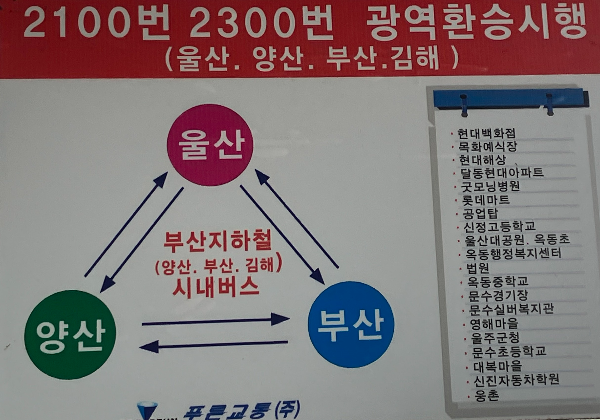 2100번 2300번 광역환승시행
(울산. 양산. 부산.김해 )
울산
부산지하철
(양산. 부산. 김해)
시내버스
양산
부산
푸른교통 (주)
· 현대백화점
· 목화예식장
· 현대해상
· 달동현대아파트
· 굿모닝병원
· 롯데마트
· 공업탑
· 신정고등학교
· 울산대공원. 옥동초
· 옥동행정복지센터
· 법원
· 옥동중학교
· 문수경기장
· 문수실버복지관
· 영해마을
· 울주군청
· 문수초등학교
· 대복마을
· 신진자동차학원
· 웅촌